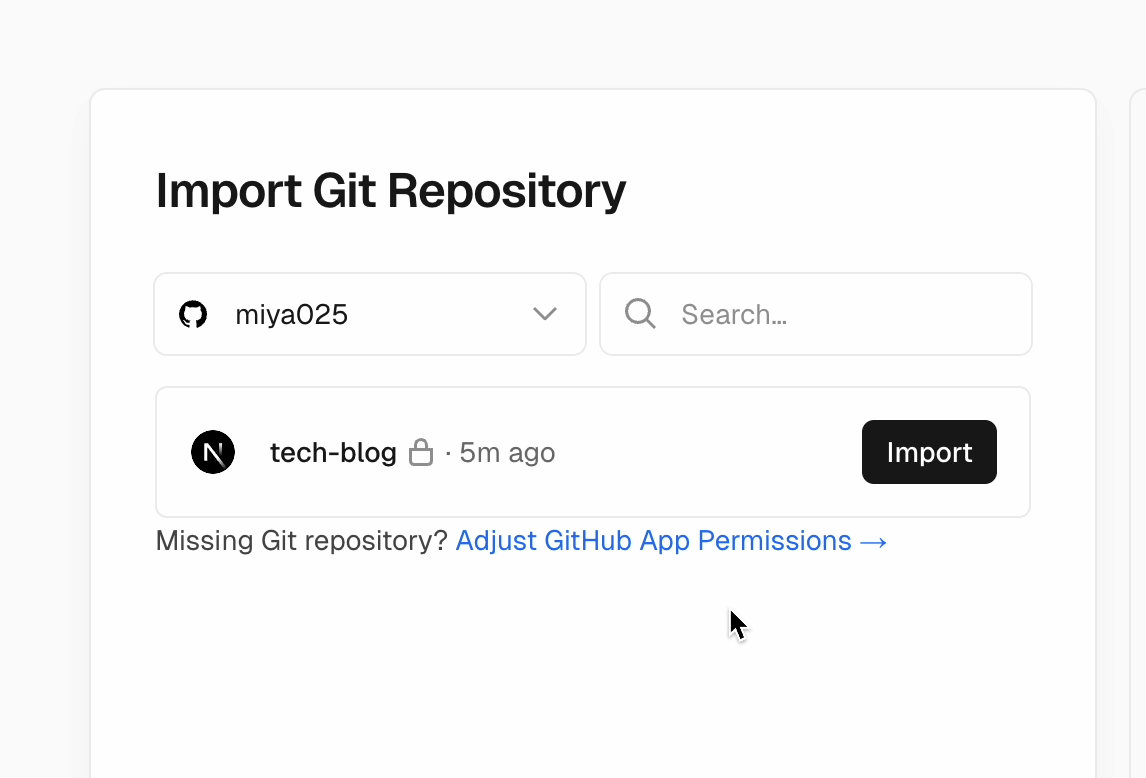 Import Git Repository
miya025
Search...
tech-blog · 5m ago
Import
Missing Git repository? Adjust GitHub App Permissions →